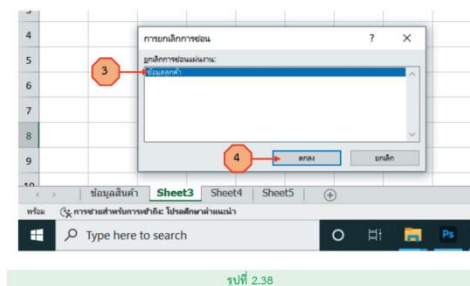 4
การยกเลิกการซ่อน ? ×
5
ยกเลิกการซ่อนแผ่นงาน:
3
ข้อมูลลูกค้า
6
7
8
9
4
ตกลง
ยกเลิก
10
ข้อมูลสินค้า Sheet3 Sheet4 Sheet5
พร้อม การช่วยสำหรับการเข้าถึง: โปรดศึกษาคำแนะนำ
Type here to search
Ps
รูปที่ 2.38